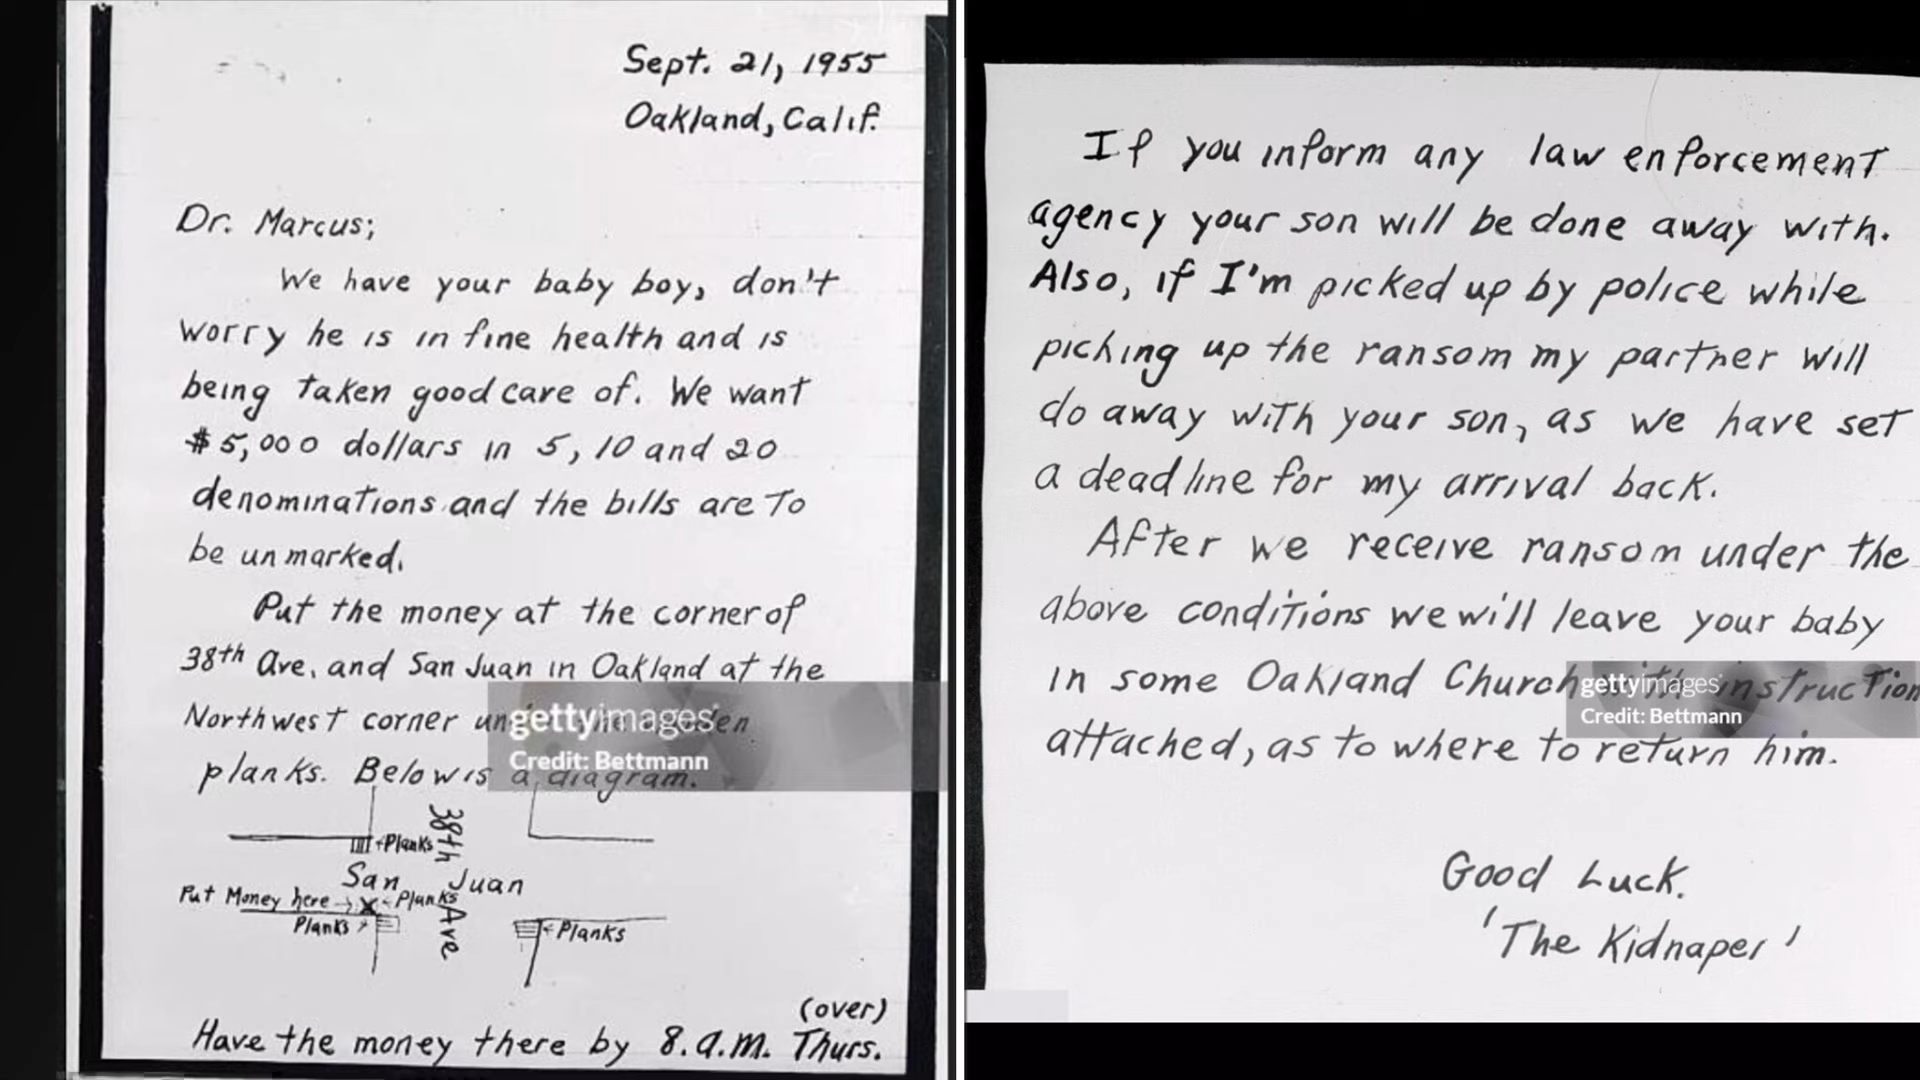 Sept. 21, 1955
Oakland, Calif.
Dr. Marcus;
We have your baby boy, don't
worry he is in fine health and is
being taken good care of. We want
$5,000 dollars in 5, 10 and 20
denominations and the bills are to
be unmarked.
Put the money at the corner of
38th Ave. and San Juan in Oakland at the
Northwest corner
gettyimages
Credit: Bettmann
planks. Below is a diagram.
38th Ave
←Planks
San Juan
Put Money here → X ←Planks
Planks
←Planks
(over)
Have the money there by 8.a.m. Thurs.
If you inform any law enforcement
agency your son will be done away with.
Also, if I'm picked up by police while
picking up the ransom my partner will
do away with your son, as we have set
a deadline for my arrival back.
After we receive ransom under the
above conditions we will leave your baby
in some Oakland Church instruction
gettyimages
Credit: Bettmann
attached, as to where to return him.
Good Luck.
'The Kidnaper'